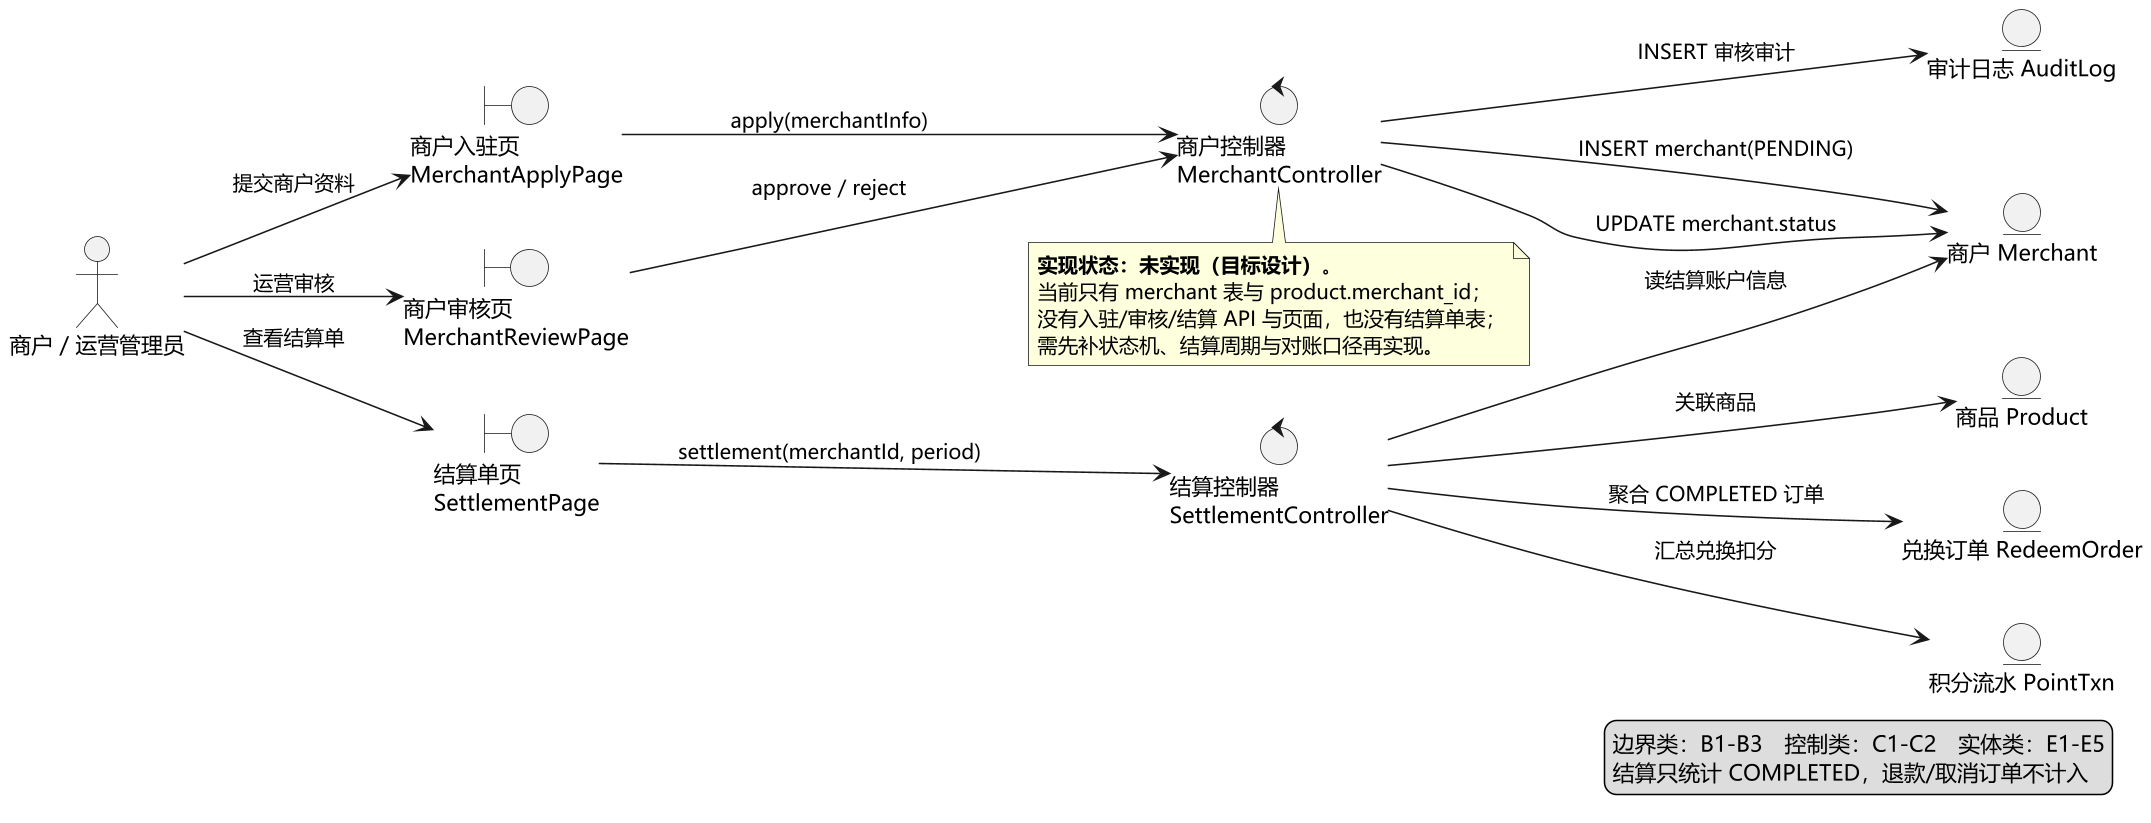 商户 / 运营管理员
提交商户资料
运营审核
查看结算单
商户入驻页
MerchantApplyPage
商户审核页
MerchantReviewPage
结算单页
SettlementPage
apply(merchantInfo)
approve / reject
settlement(merchantId, period)
商户控制器
MerchantController
实现状态：未实现（目标设计）。
当前只有 merchant 表与 product.merchant_id；
没有入驻/审核/结算 API 与页面，也没有结算单表；
需先补状态机、结算周期与对账口径再实现。
结算控制器
SettlementController
INSERT 审核审计
INSERT merchant(PENDING)
UPDATE merchant.status
读结算账户信息
关联商品
聚合 COMPLETED 订单
汇总兑换扣分
审计日志 AuditLog
商户 Merchant
商品 Product
兑换订单 RedeemOrder
积分流水 PointTxn
边界类：B1-B3　控制类：C1-C2　实体类：E1-E5
结算只统计 COMPLETED，退款/取消订单不计入